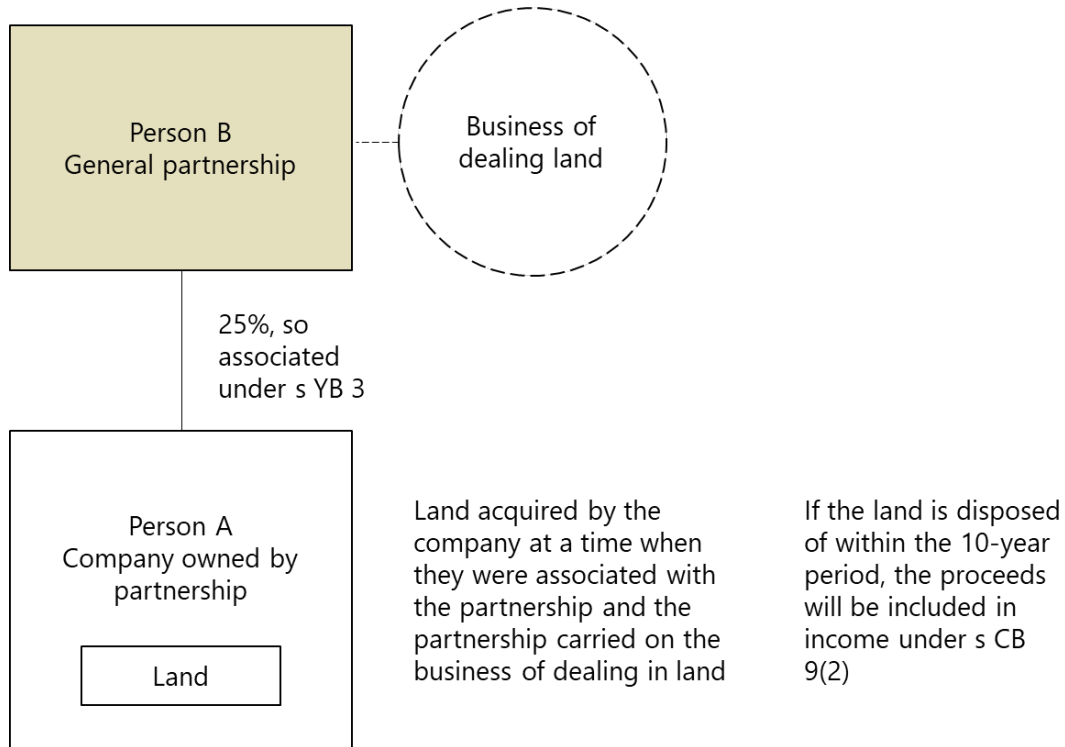 Person B
General partnership
Business of
dealing land
25%, so
associated
under s YB 3
Person A
Company owned by
partnership
Land
Land acquired by the
company at a time when
they were associated with
the partnership and the
partnership carried on the
business of dealing in land
If the land is disposed
of within the 10-year
period, the proceeds
will be included in
income under s CB
9(2)